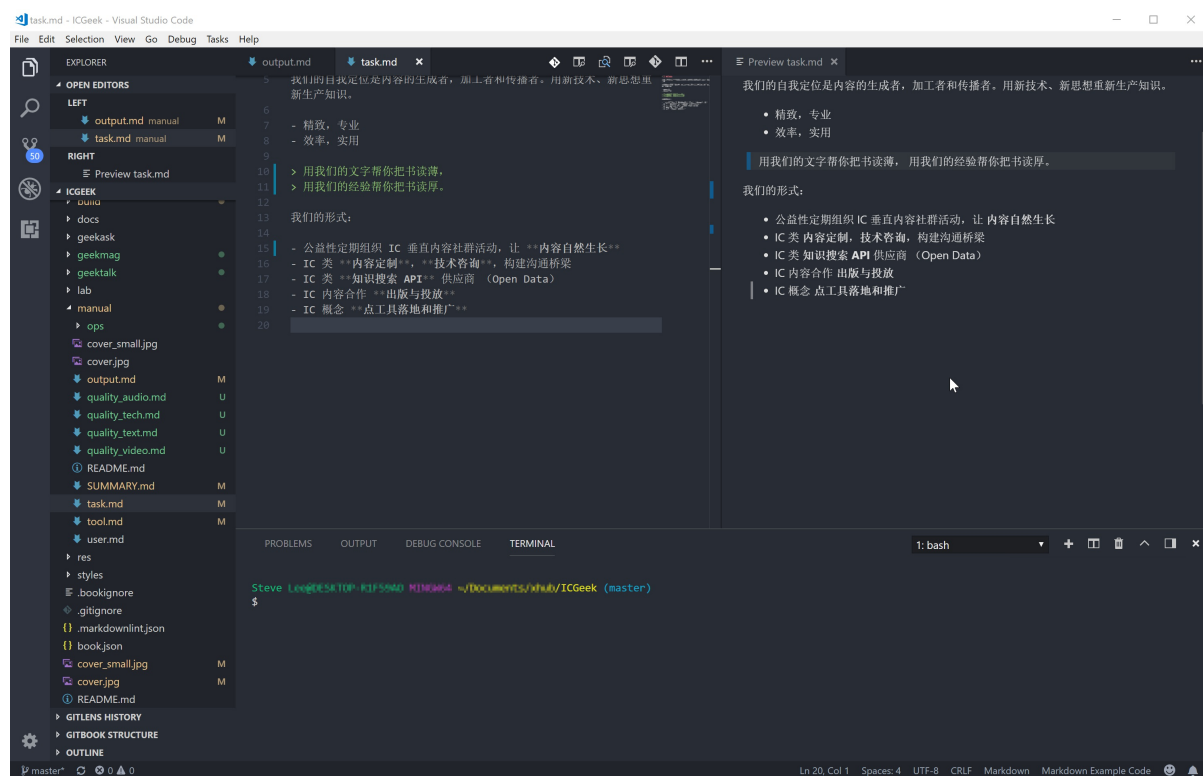 task.md - ICGeek - Visual Studio Code
File Edit Selection View Go Debug Tasks Help
EXPLORER
OPEN EDITORS
LEFT
output.md manual M
task.md manual M
RIGHT
Preview task.md
ICGEEK
build
docs
geekask
geekmag
geektalk
lab
manual
ops
cover_small.jpg
cover.jpg
output.md M
quality_audio.md U
quality_tech.md U
quality_text.md U
quality_video.md U
README.md
SUMMARY.md M
task.md M
tool.md M
user.md
res
styles
.bookignore
.gitignore
{} .markdownlint.json
{} book.json
cover_small.jpg M
cover.jpg M
README.md
GITLENS HISTORY
GITBOOK STRUCTURE
OUTLINE
50
output.md task.md
5 我们的自我定位是内容的生成者，加工者和传播者。用新技术、新思想重
新生产知识。
6
7 - 精致，专业
8 - 效率，实用
9
10 > 用我们的文字帮你把书读薄，
11 > 用我们的经验帮你把书读厚。
12
13 我们的形式：
14
15 - 公益性定期组织 IC 垂直内容社群活动，让 **内容自然生长**
16 - IC 类 **内容定制**，**技术咨询**，构建沟通桥梁
17 - IC 类 **知识搜索 API** 供应商 （Open Data）
18 - IC 内容合作 **出版与投放**
19 - IC 概念 **点工具落地和推广**
20
Preview task.md
我们的自我定位是内容的生成者，加工者和传播者。用新技术、新思想重新生产知识。
• 精致，专业
• 效率，实用
用我们的文字帮你把书读薄， 用我们的经验帮你把书读厚。
我们的形式：
• 公益性定期组织 IC 垂直内容社群活动，让 内容自然生长
• IC 类 内容定制，技术咨询，构建沟通桥梁
• IC 类 知识搜索 API 供应商 （Open Data）
• IC 内容合作 出版与投放
• IC 概念 点工具落地和推广
PROBLEMS OUTPUT DEBUG CONSOLE TERMINAL
1: bash
Steve /ICGeek (master)
$
master* 0 0
Ln 20, Col 1 Spaces: 4 UTF-8 CRLF Markdown Markdown Example Code